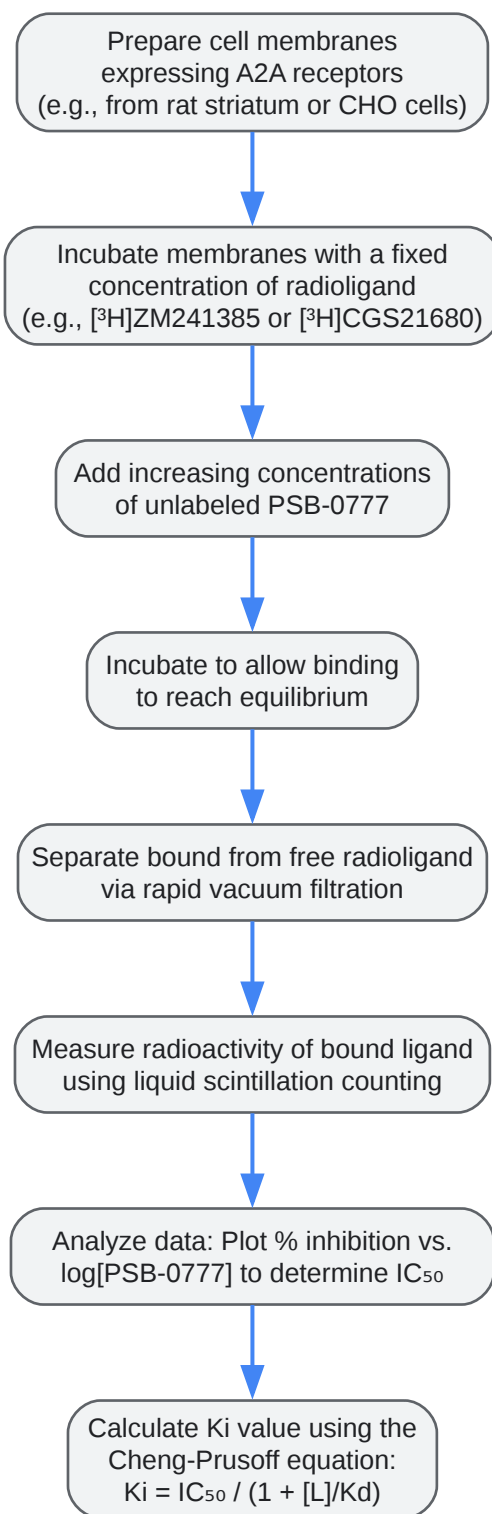 Prepare cell membranes
expressing A2A receptors
(e.g., from rat striatum or CHO cells)
Incubate membranes with a fixed
concentration of radioligand
(e.g., [³H]ZM241385 or [³H]CGS21680)
Add increasing concentrations
of unlabeled PSB-0777
Incubate to allow binding
to reach equilibrium
Separate bound from free radioligand
via rapid vacuum filtration
Measure radioactivity of bound ligand
using liquid scintillation counting
Analyze data: Plot % inhibition vs.
log[PSB-0777] to determine IC₅₀
Calculate Ki value using the
Cheng-Prusoff equation:
Ki = IC₅₀ / (1 + [L]/Kd)